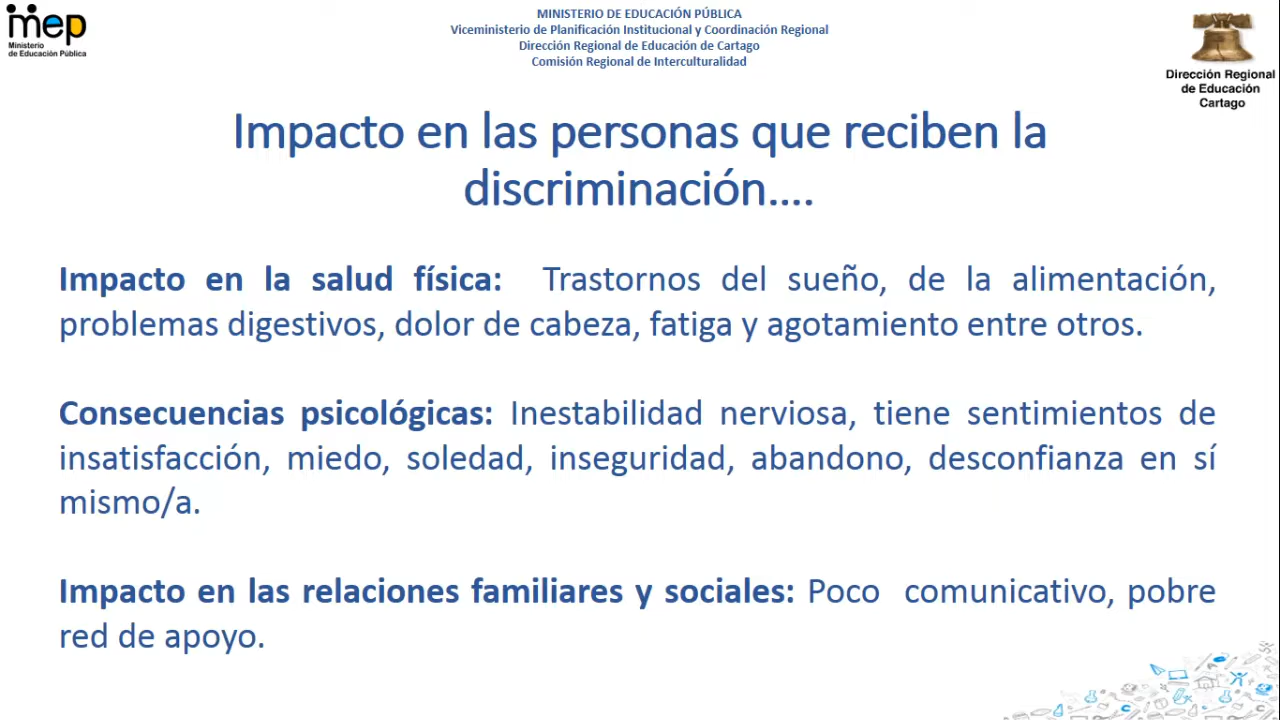 mep
Ministerio
de Educación Pública
MINISTERIO DE EDUCACIÓN PÚBLICA
Viceministerio de Planificación Institucional y Coordinación Regional
Dirección Regional de Educación de Cartago
Comisión Regional de Interculturalidad
Dirección Regional
de Educación
Cartago
Impacto en las personas que reciben la
discriminación....
Impacto en la salud física: Trastornos del sueño, de la alimentación,
problemas digestivos, dolor de cabeza, fatiga y agotamiento entre otros.
Consecuencias psicológicas: Inestabilidad nerviosa, tiene sentimientos de
insatisfacción, miedo, soledad, inseguridad, abandono, desconfianza en sí
mismo/a.
Impacto en las relaciones familiares y sociales: Poco comunicativo, pobre
red de apoyo.